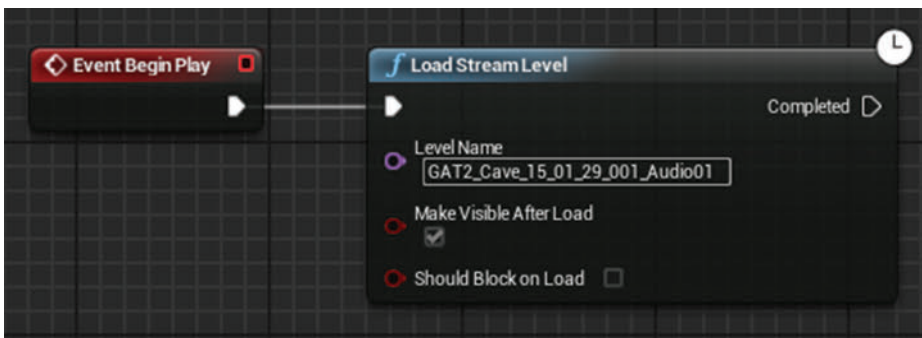 Event Begin Play
Load Stream Level
Completed
Level Name
GAT2_Cave_15_01_29_001_Audio01
Make Visible After Load
Should Block on Load